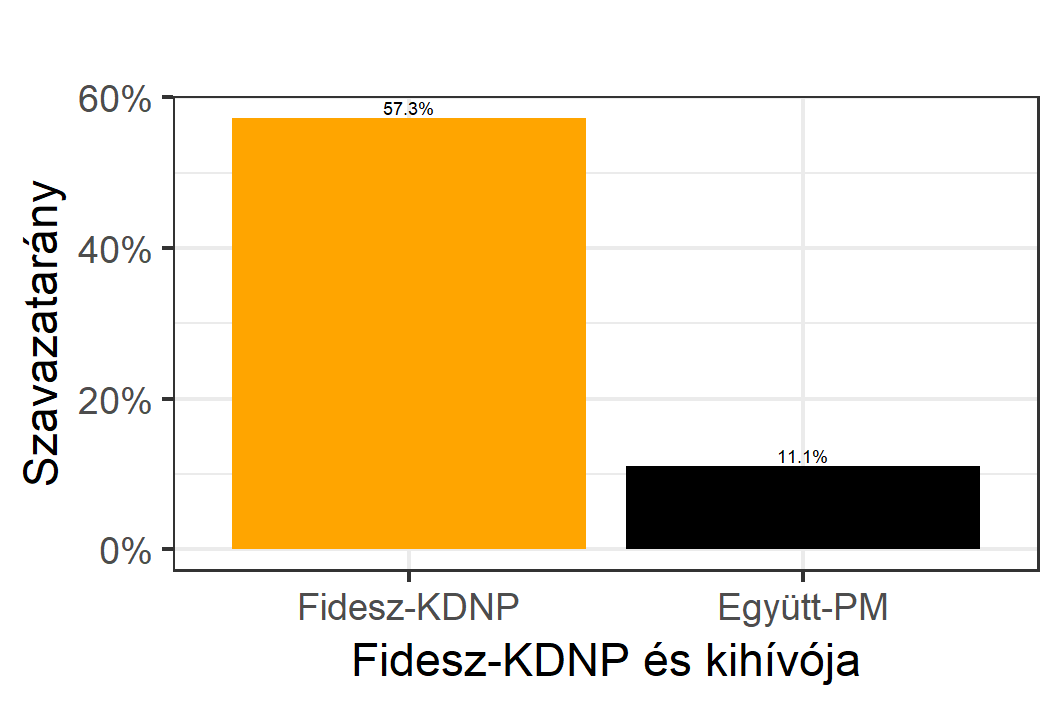 60%
57.3%
40%
20%
11.1%
0%
Szavazatarány
Fidesz-KDNP
Együtt-PM
Fidesz-KDNP és kihívója